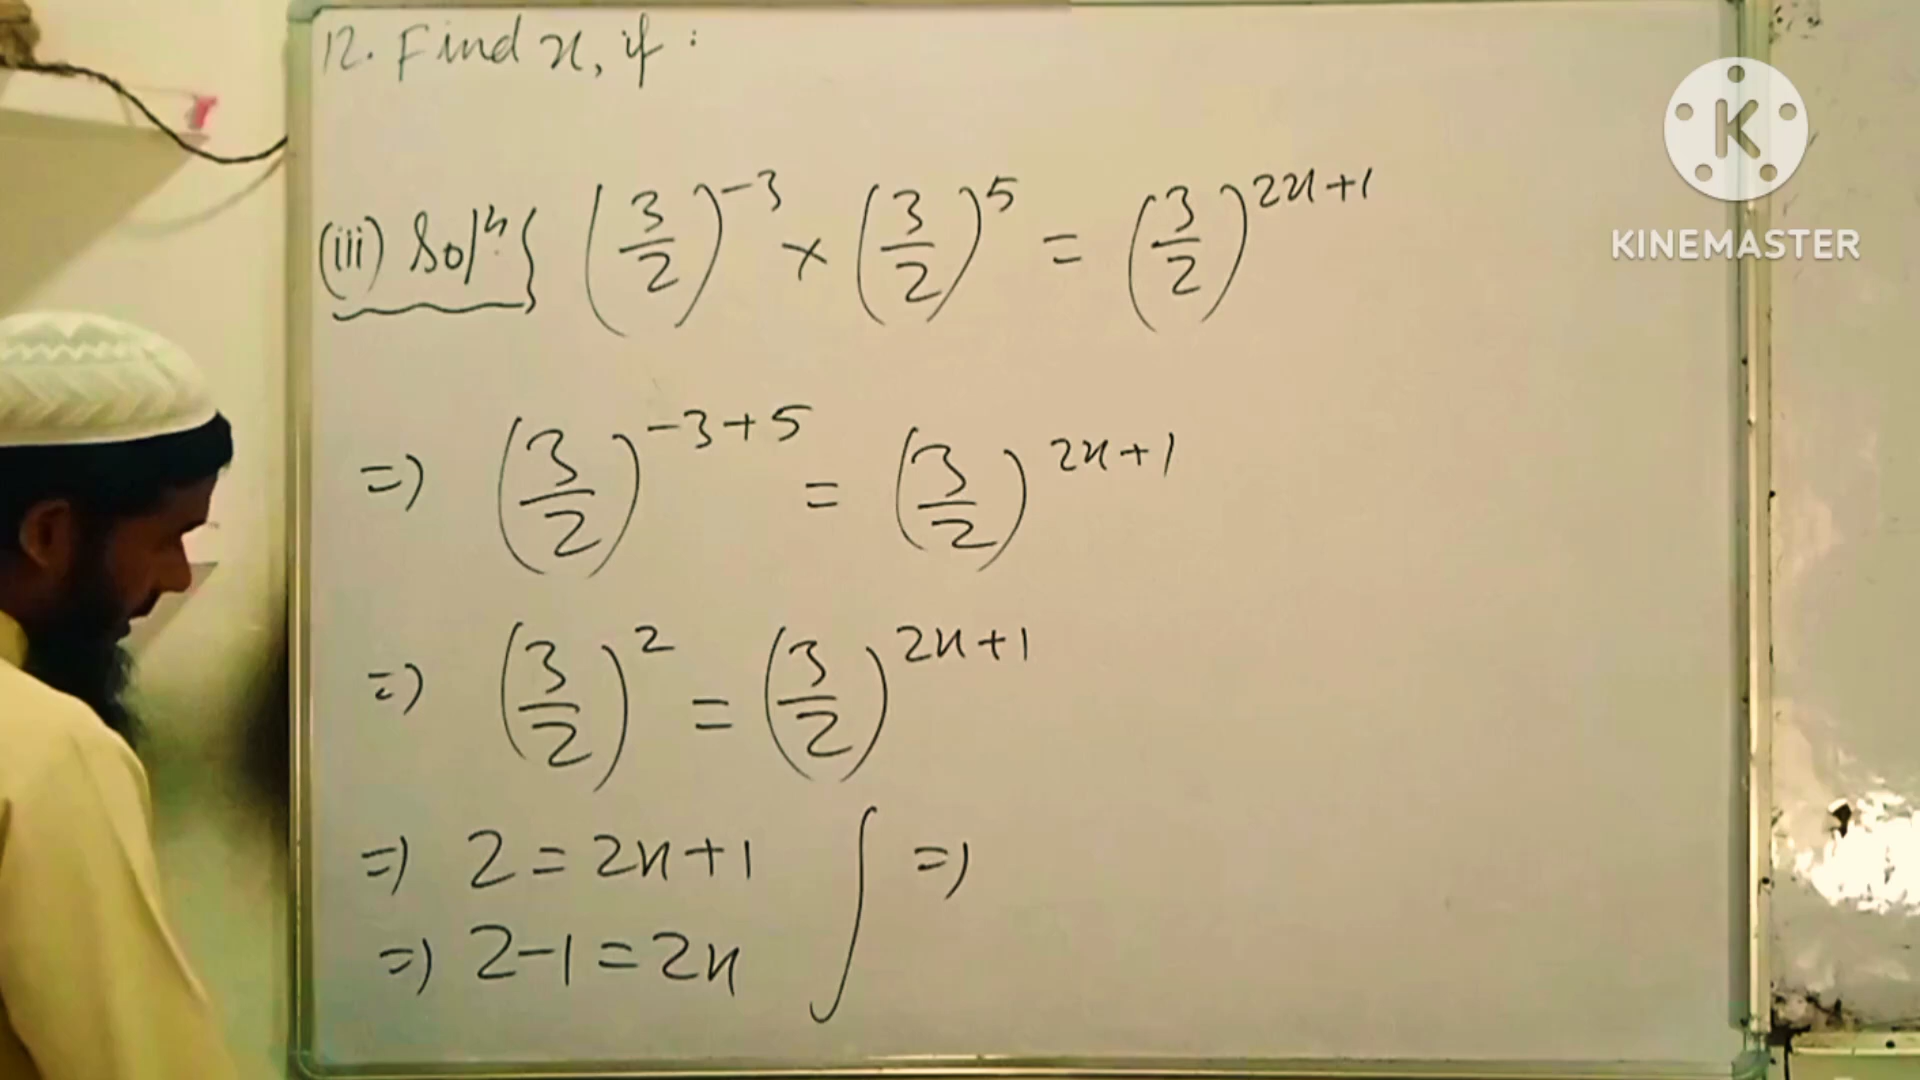 12. Find x, if :
(iii) Solⁿ. } (3/2)⁻³ × (3/2)⁵ = (3/2)²ˣ⁺¹
=> (3/2)⁻³⁺⁵ = (3/2)²ˣ⁺¹
=> (3/2)² = (3/2)²ˣ⁺¹
=> 2 = 2x+1
=> 2-1 = 2x
=>
K
KINEMASTER